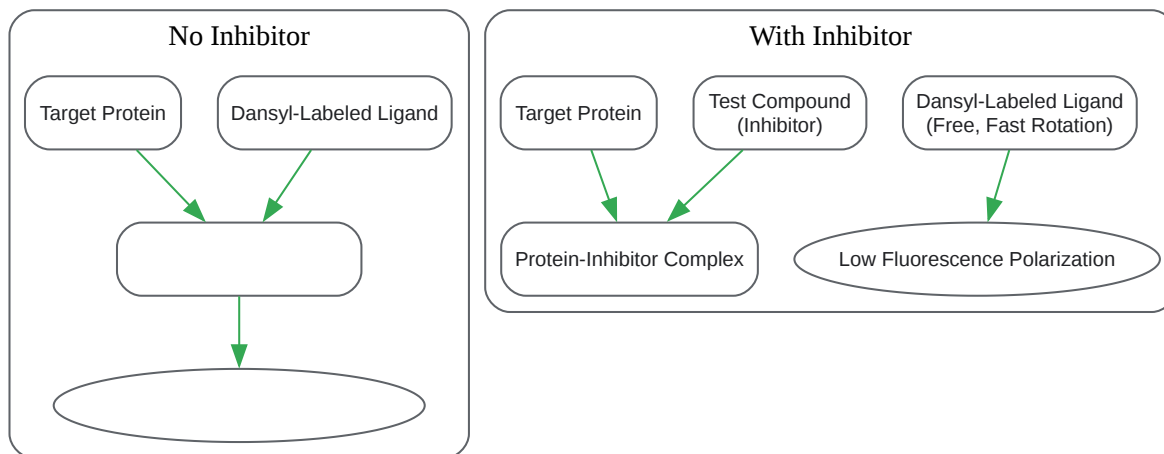 No Inhibitor
Target Protein
Dansyl-Labeled Ligand
With Inhibitor
Target Protein
Test Compound
(Inhibitor)
Dansyl-Labeled Ligand
(Free, Fast Rotation)
Protein-Inhibitor Complex
Low Fluorescence Polarization